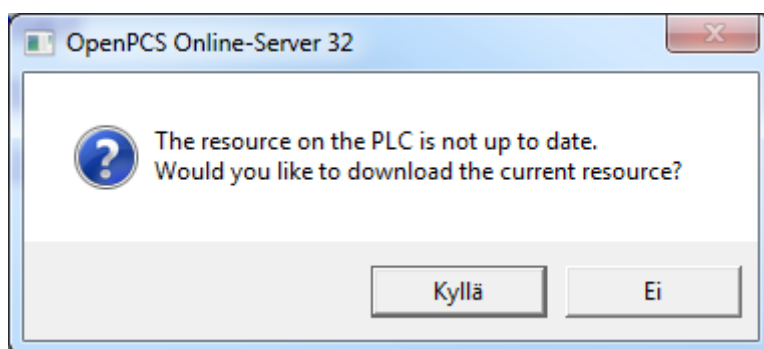 OpenPCS Online-Server 32
The resource on the PLC is not up to date.
Would you like to download the current resource?
Kyllä
Ei